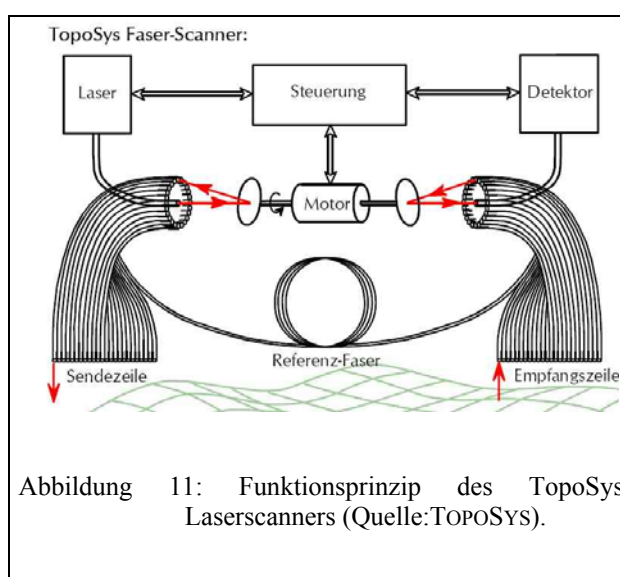 TopoSys Faser-Scanner:
Laser
Steuerung
Detektor
Motor
Referenz-Faser
Sendezeile
Empfangszeile
Abbildung 11: Funktionsprinzip des TopoSys
Laserscanners (Quelle:TOPOSYS).